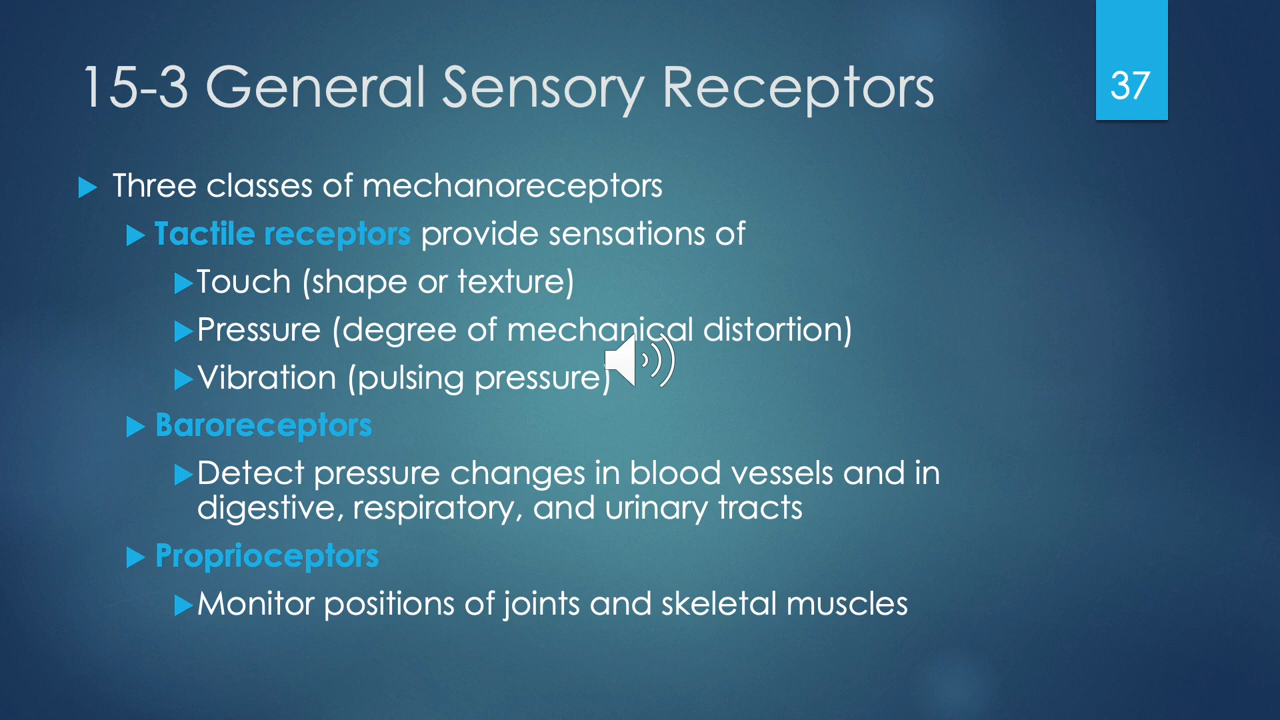 15-3 General Sensory Receptors
37
Three classes of mechanoreceptors
Tactile receptors provide sensations of
Touch (shape or texture)
Pressure (degree of mechanical distortion)
Vibration (pulsing pressure)
Baroreceptors
Detect pressure changes in blood vessels and in
digestive, respiratory, and urinary tracts
Proprioceptors
Monitor positions of joints and skeletal muscles